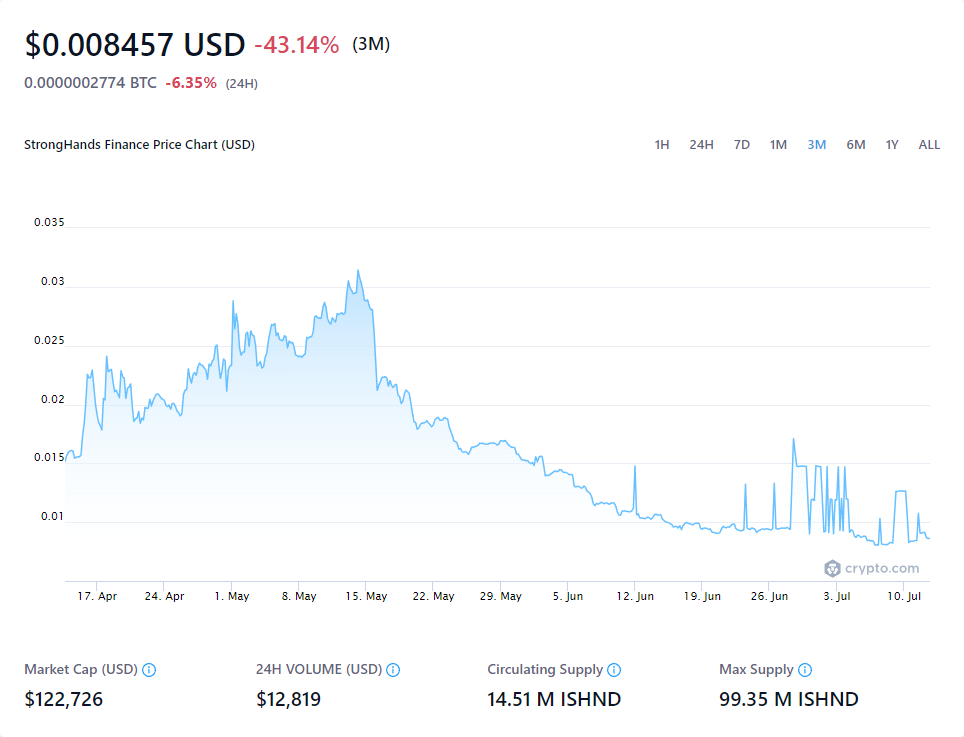 $0.008457 USD -43.14% (3M)
0.0000002774 BTC -6.35% (24H)
StrongHands Finance Price Chart (USD) 1H 24H 7D 1M 3M 6M 1Y ALL
0.035
0.03
0.025
0.02
0.015
0.01
crypto.com
17. Apr 24. Apr 1. May 8. May 15. May 22. May 29. May 5. Jun 12. Jun 19. Jun 26. Jun 3. Jul 10. Jul
Market Cap (USD) 24H VOLUME (USD) Circulating Supply Max Supply
$122,726 $12,819 14.51 M ISHND 99.35 M ISHND